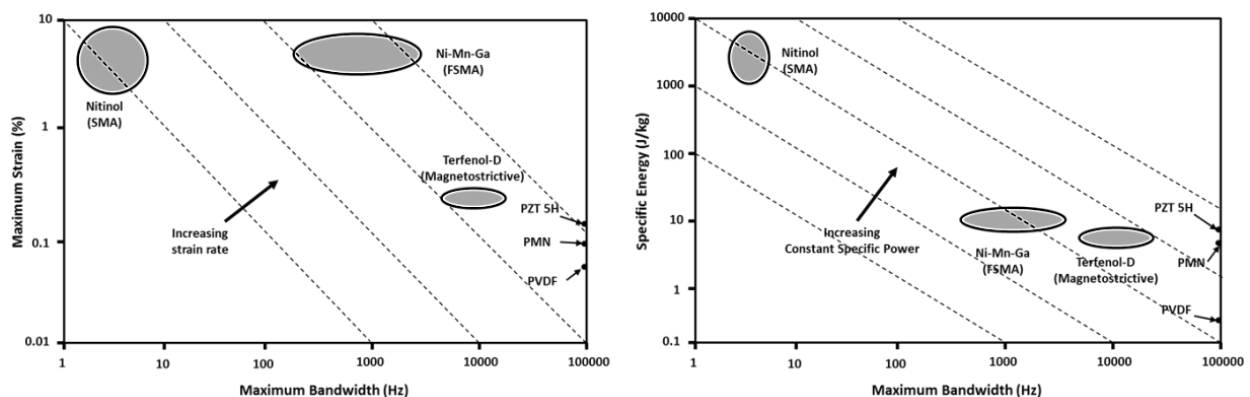 10
1
0.1
0.01
Maximum Strain (%)
Nitinol
(SMA)
Ni-Mn-Ga
(FSMA)
Terfenol-D
(Magnetostrictive)
PZT 5H
PMN
PVDF
Increasing
strain rate
1
10
100
1000
10000
100000
Maximum Bandwidth (Hz)
10000
1000
100
10
1
0.1
Specific Energy (J/kg)
Nitinol
(SMA)
Increasing
Constant Specific Power
Ni-Mn-Ga
(FSMA)
Terfenol-D
(Magnetostrictive)
PZT 5H
PMN
PVDF
1
10
100
1000
10000
100000
Maximum Bandwidth (Hz)